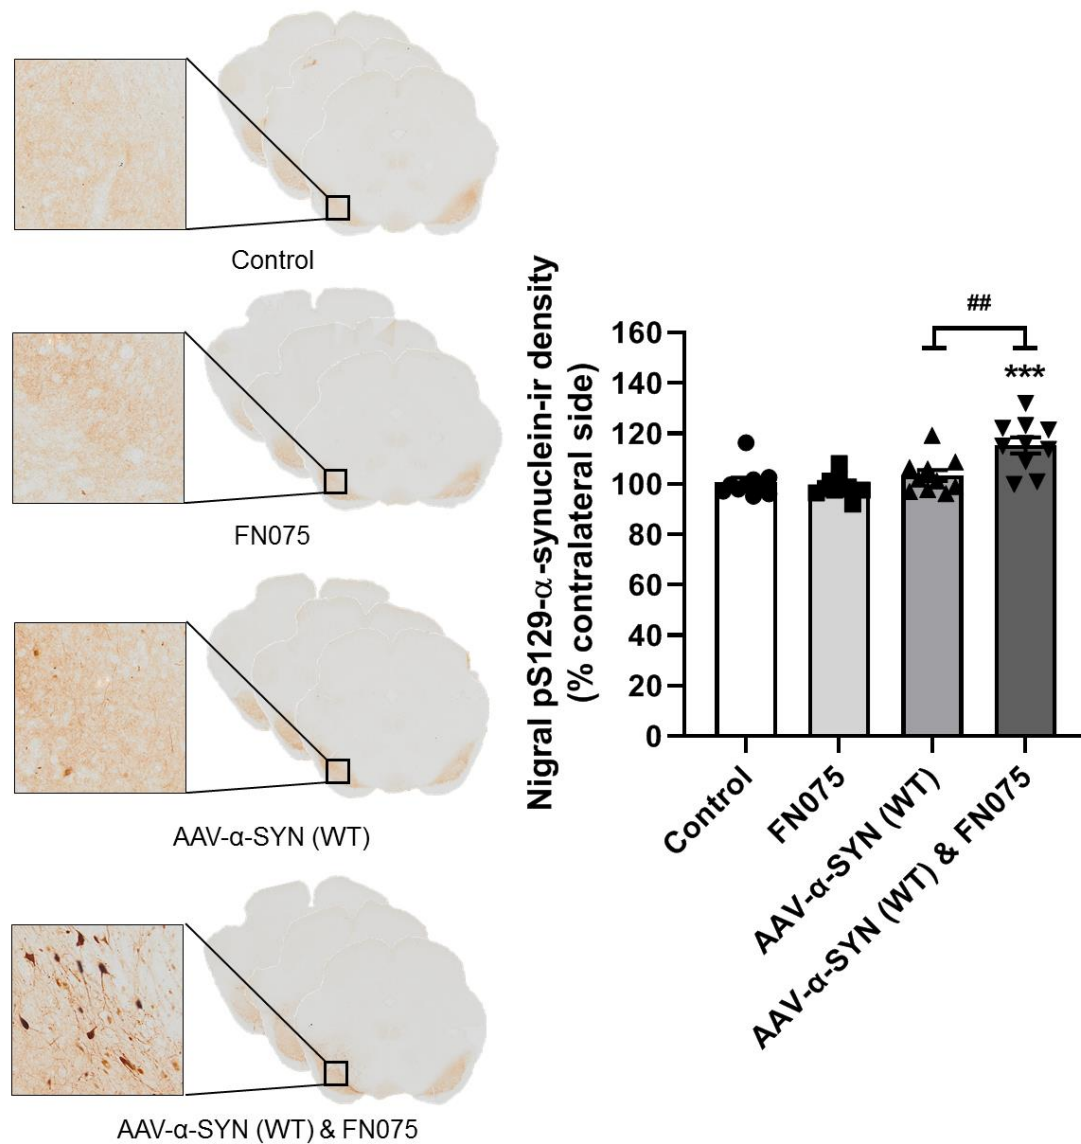 Control
FN075
AAV-α-SYN (WT)
AAV-α-SYN (WT) & FN075
Nigral pS129-α-synuclein-ir density
(% contralateral side)
##
160
***
140
120
100
80
60
40
20
0
Control
FN075
AAV-α-SYN (WT)
AAV-α-SYN (WT) & FN075